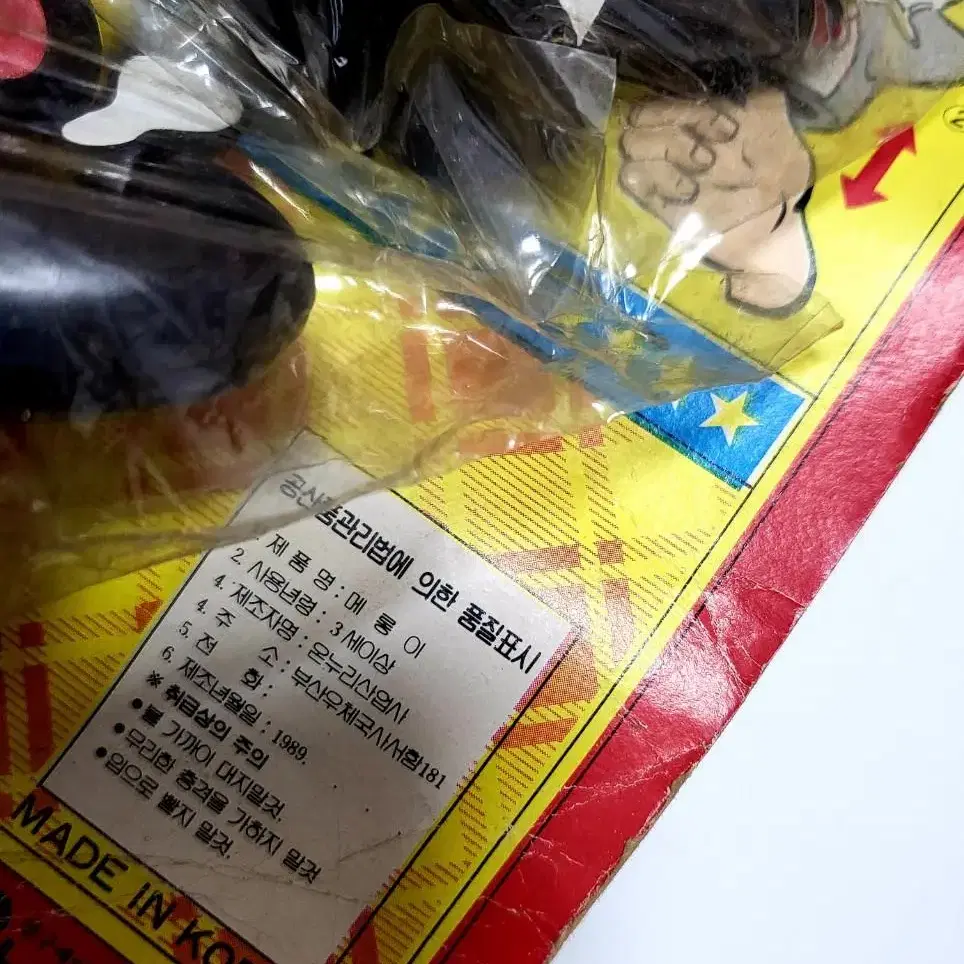 공산품관리법에 의한 품질표시
제 품 명 : 메 롱 이
2. 사용년령 : 3 세이상
4. 제조자명 : 온누리산업사
4. 주 소 : 부산우체국사서함181
5. 전 화 :
6. 제조년월일 : 1989.
※ 취급상의 주의
●불 가까이 대지말것.
●무리한 충격을 가하지 말것
●입으로 빨지 말것.
MADE IN